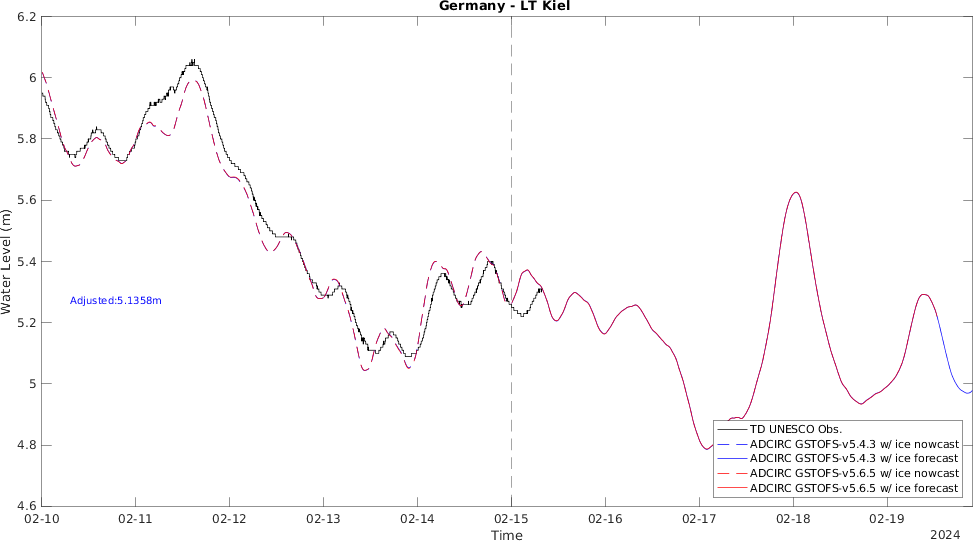 Germany - LT Kiel
6.2
6
5.8
5.6
5.4
5.2
5
4.8
4.6
Water Level (m)
Adjusted:5.1358m
TD UNESCO Obs.
ADCIRC GSTOFS-v5.4.3 w/ ice nowcast
ADCIRC GSTOFS-v5.4.3 w/ ice forecast
ADCIRC GSTOFS-v5.6.5 w/ ice nowcast
ADCIRC GSTOFS-v5.6.5 w/ ice forecast
02-10 02-11 02-12 02-13 02-14 02-15 02-16 02-17 02-18 02-19
Time
2024